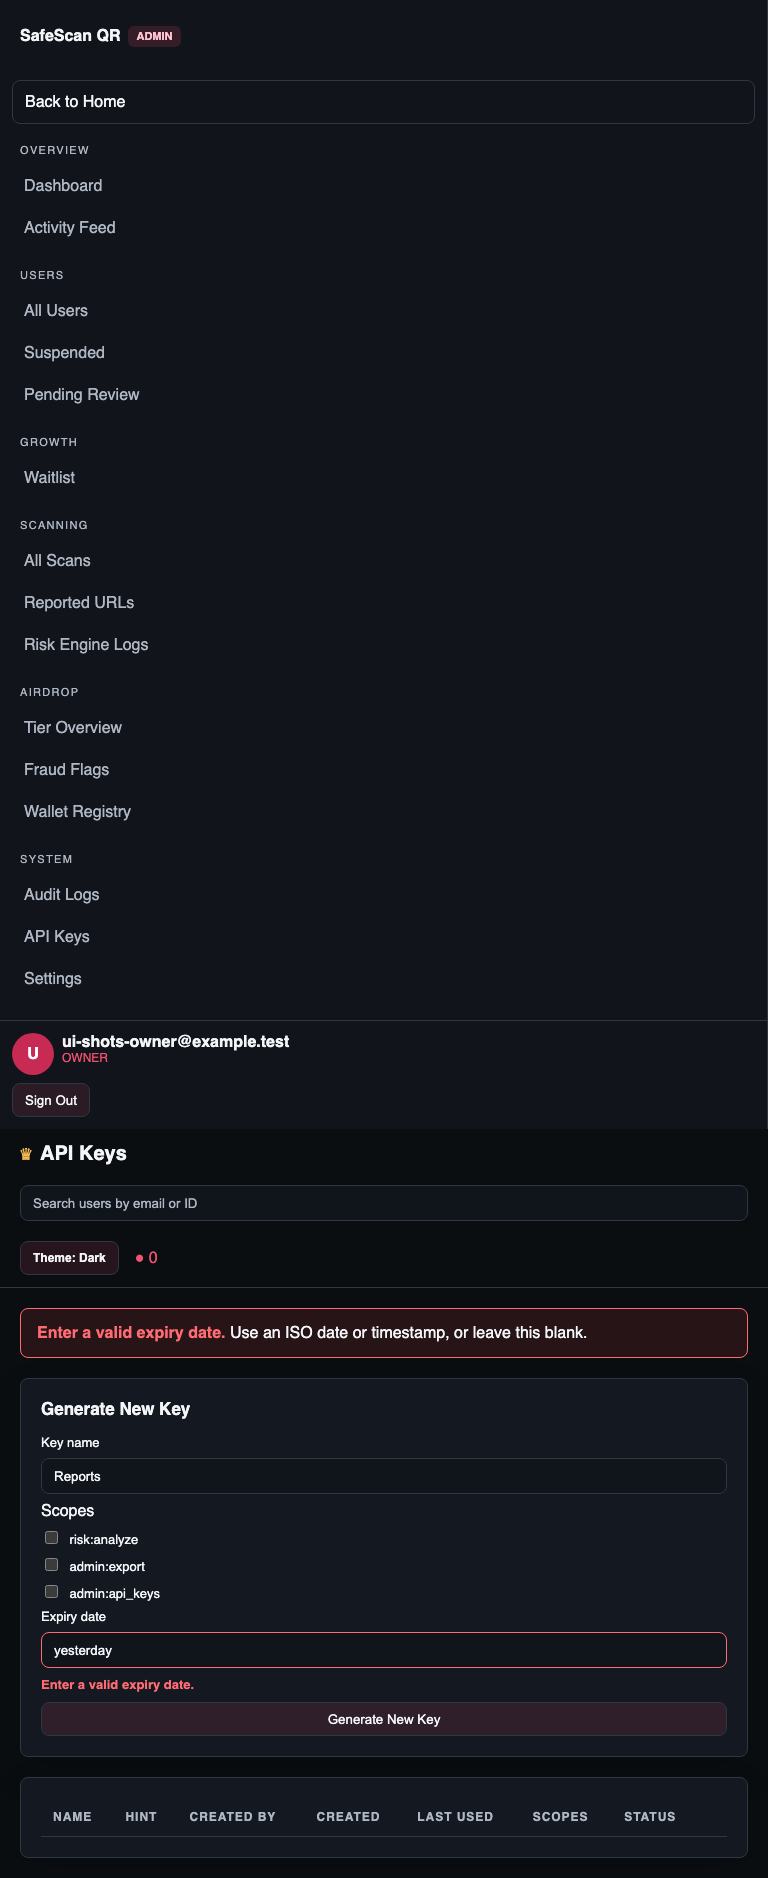 SafeScan QR ADMIN
Back to Home
OVERVIEW
Dashboard
Activity Feed
USERS
All Users
Suspended
Pending Review
GROWTH
Waitlist
SCANNING
All Scans
Reported URLs
Risk Engine Logs
AIRDROP
Tier Overview
Fraud Flags
Wallet Registry
SYSTEM
Audit Logs
API Keys
Settings
U
ui-shots-owner@example.test
OWNER
Sign Out
♛ API Keys
Search users by email or ID
Theme: Dark ● 0
Enter a valid expiry date. Use an ISO date or timestamp, or leave this blank.
Generate New Key
Key name
Reports
Scopes
risk:analyze
admin:export
admin:api_keys
Expiry date
yesterday
Enter a valid expiry date.
Generate New Key
NAME HINT CREATED BY CREATED LAST USED SCOPES STATUS